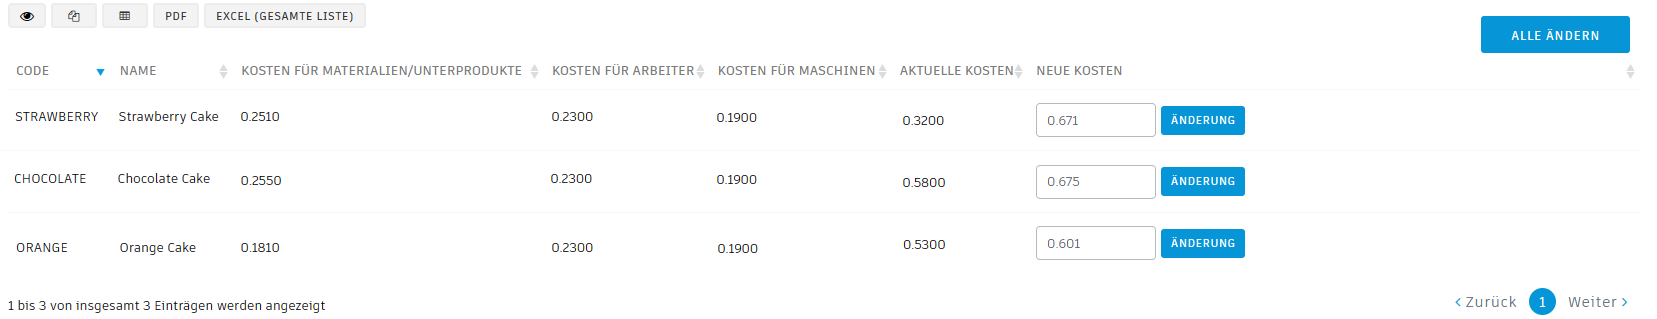 PDF EXCEL (GESAMTE LISTE)
ALLE ÄNDERN
CODE NAME KOSTEN FÜR MATERIALIEN/UNTERPRODUKTE KOSTEN FÜR ARBEITER KOSTEN FÜR MASCHINEN AKTUELLE KOSTEN NEUE KOSTEN
STRAWBERRY Strawberry Cake 0.2510 0.2300 0.1900 0.3200 0.671 ÄNDERUNG
CHOCOLATE Chocolate Cake 0.2550 0.2300 0.1900 0.5800 0.675 ÄNDERUNG
ORANGE Orange Cake 0.1810 0.2300 0.1900 0.5300 0.601 ÄNDERUNG
1 bis 3 von insgesamt 3 Einträgen werden angezeigt
Zurück 1 Weiter